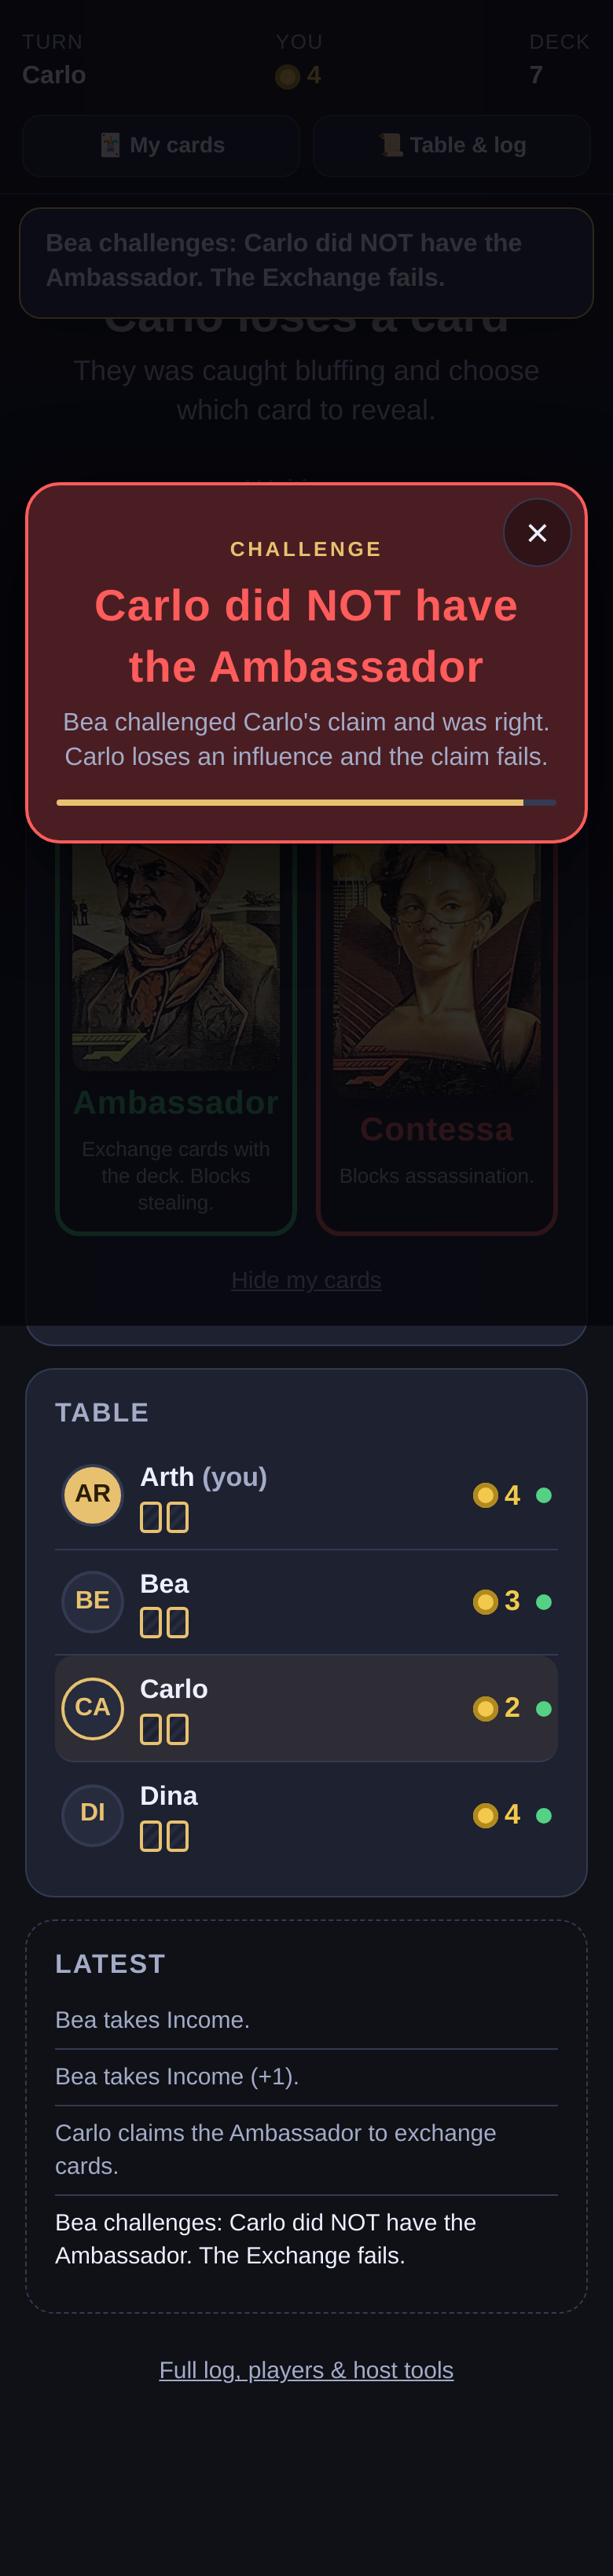 TURN
YOU
DECK
Carlo
4
7
🃏 My cards
📜 Table & log
Bea challenges: Carlo did NOT have the
Ambassador. The Exchange fails.
Carlo loses a card
They was caught bluffing and choose
which card to reveal.
CHALLENGE
×
Carlo did NOT have
the Ambassador
Bea challenged Carlo's claim and was right.
Carlo loses an influence and the claim fails.
Ambassador
Exchange cards with
the deck. Blocks
stealing.
Contessa
Blocks assassination.
Hide my cards
TABLE
AR
Arth (you)
4
BE
Bea
3
CA
Carlo
2
DI
Dina
4
LATEST
Bea takes Income.
Bea takes Income (+1).
Carlo claims the Ambassador to exchange
cards.
Bea challenges: Carlo did NOT have the
Ambassador. The Exchange fails.
Full log, players & host tools